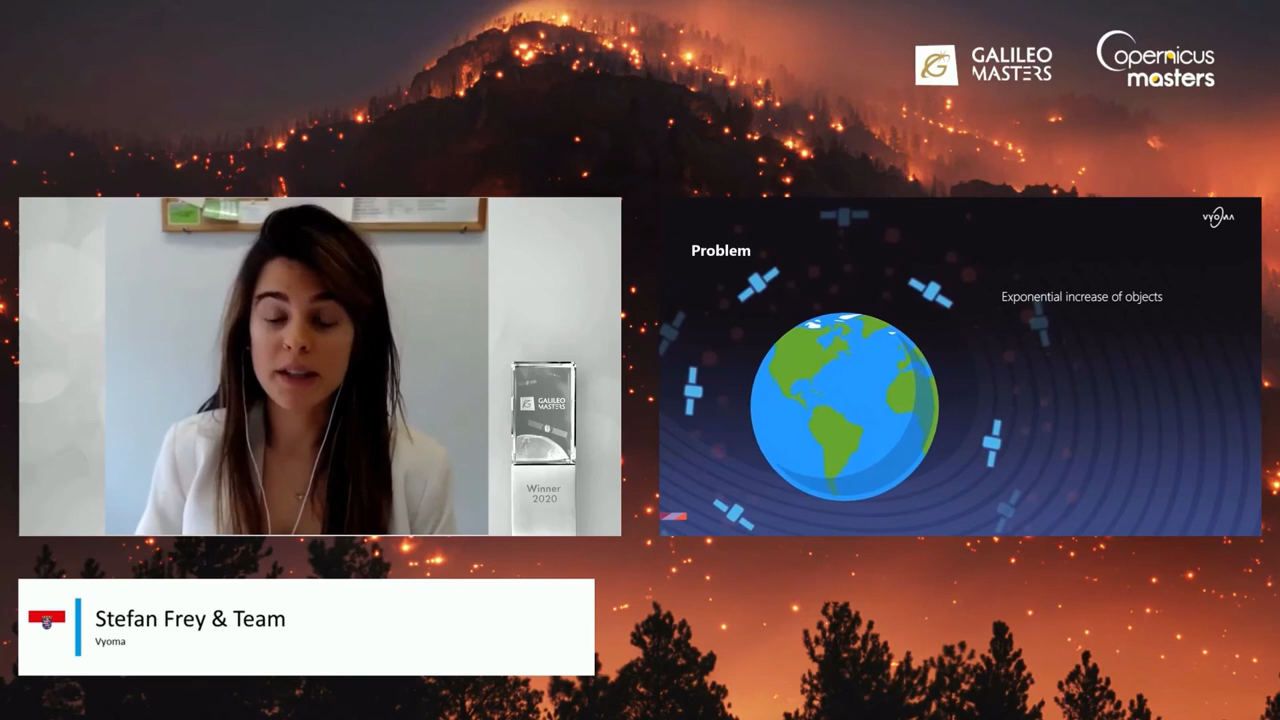 GALILEO
MASTERS
Copernicus
masters
VYOMA
Problem
Exponential increase of objects
GALILEO
MASTERS
Winner
2020
Stefan Frey & Team
Vyoma